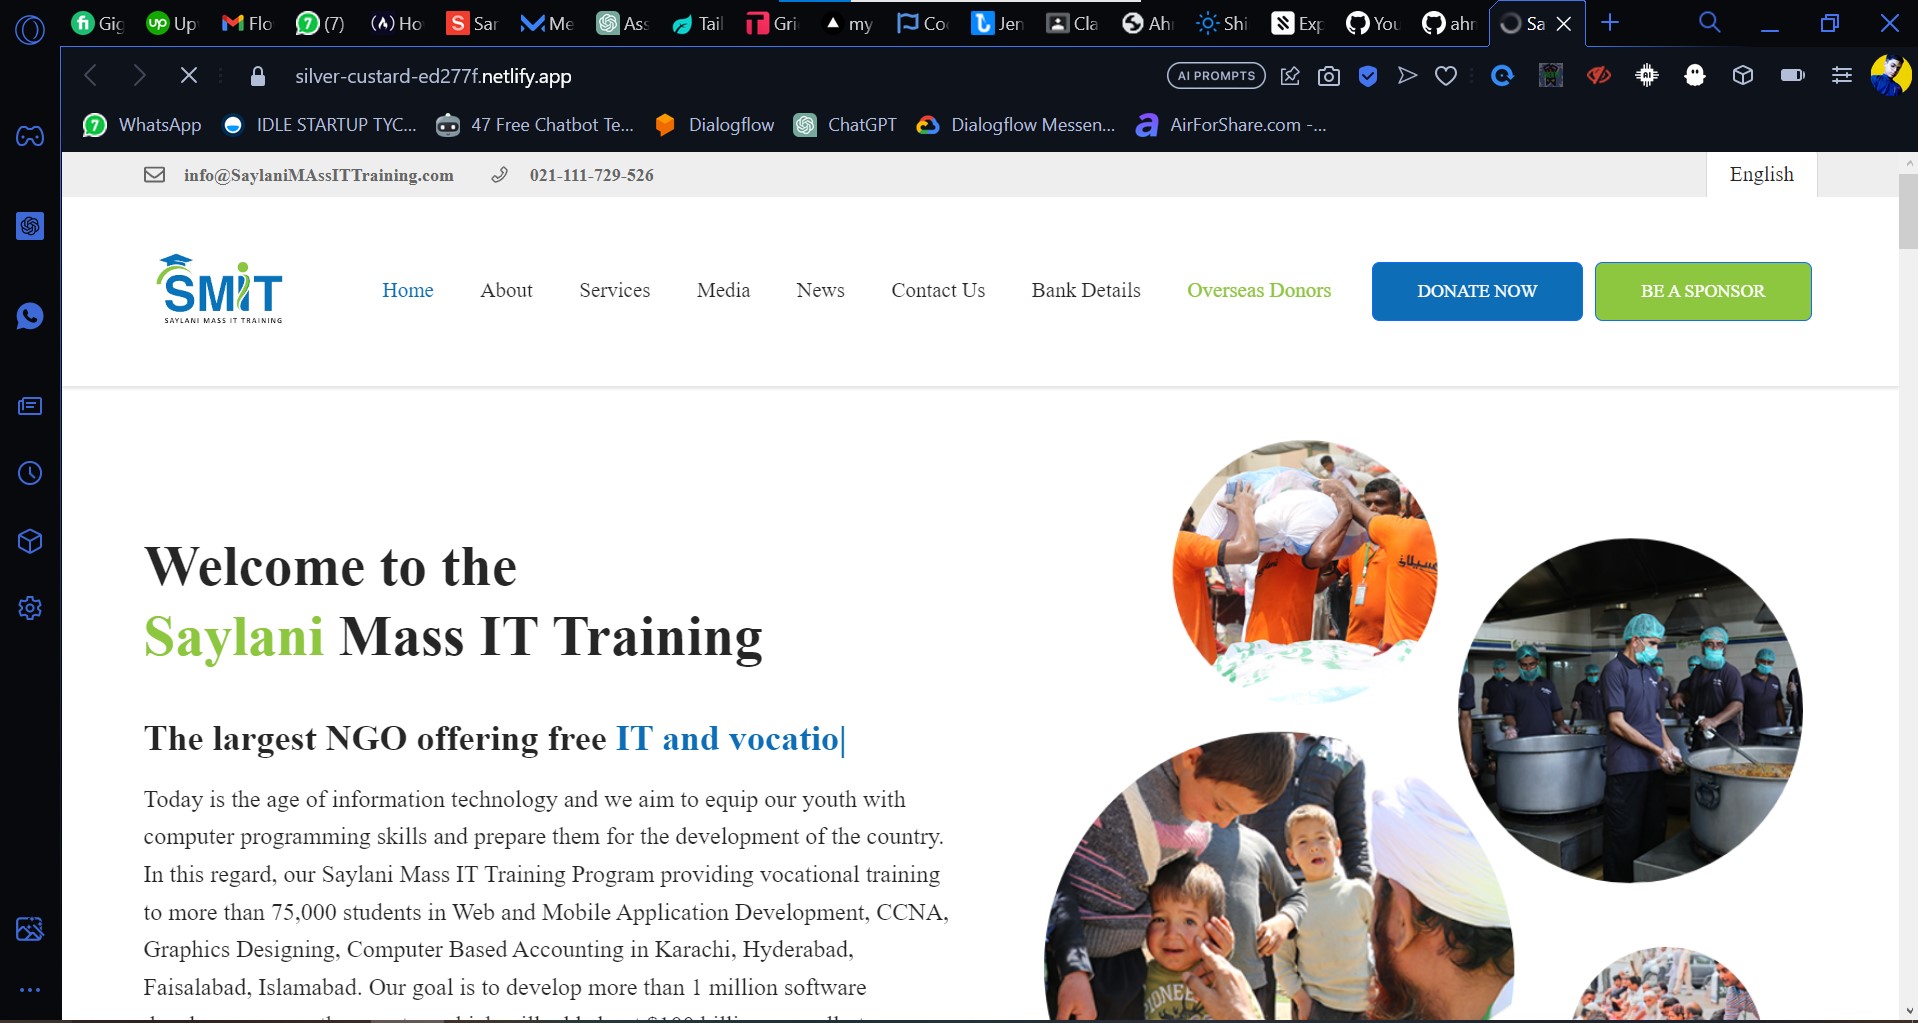 Gig
Up
Flo
(7)
Ho
Sar
Me
Ass
Tail
Gri
my
Co
Jen
Cla
Ah
Shi
Exp
You
ahr
Sa
silver-custard-ed277f.netlify.app
AI PROMPTS
WhatsApp
IDLE STARTUP TYC...
47 Free Chatbot Te...
Dialogflow
ChatGPT
Dialogflow Messen...
AirForShare.com -...
info@SaylaniMAssITTraining.com
021-111-729-526
English
SMIT
SAYLANI MASS IT TRAINING
Home
About
Services
Media
News
Contact Us
Bank Details
Overseas Donors
DONATE NOW
BE A SPONSOR
Welcome to the
Saylani Mass IT Training
The largest NGO offering free IT and vocatio|
Today is the age of information technology and we aim to equip our youth with
computer programming skills and prepare them for the development of the country.
In this regard, our Saylani Mass IT Training Program providing vocational training
to more than 75,000 students in Web and Mobile Application Development, CCNA,
Graphics Designing, Computer Based Accounting in Karachi, Hyderabad,
Faisalabad, Islamabad. Our goal is to develop more than 1 million software